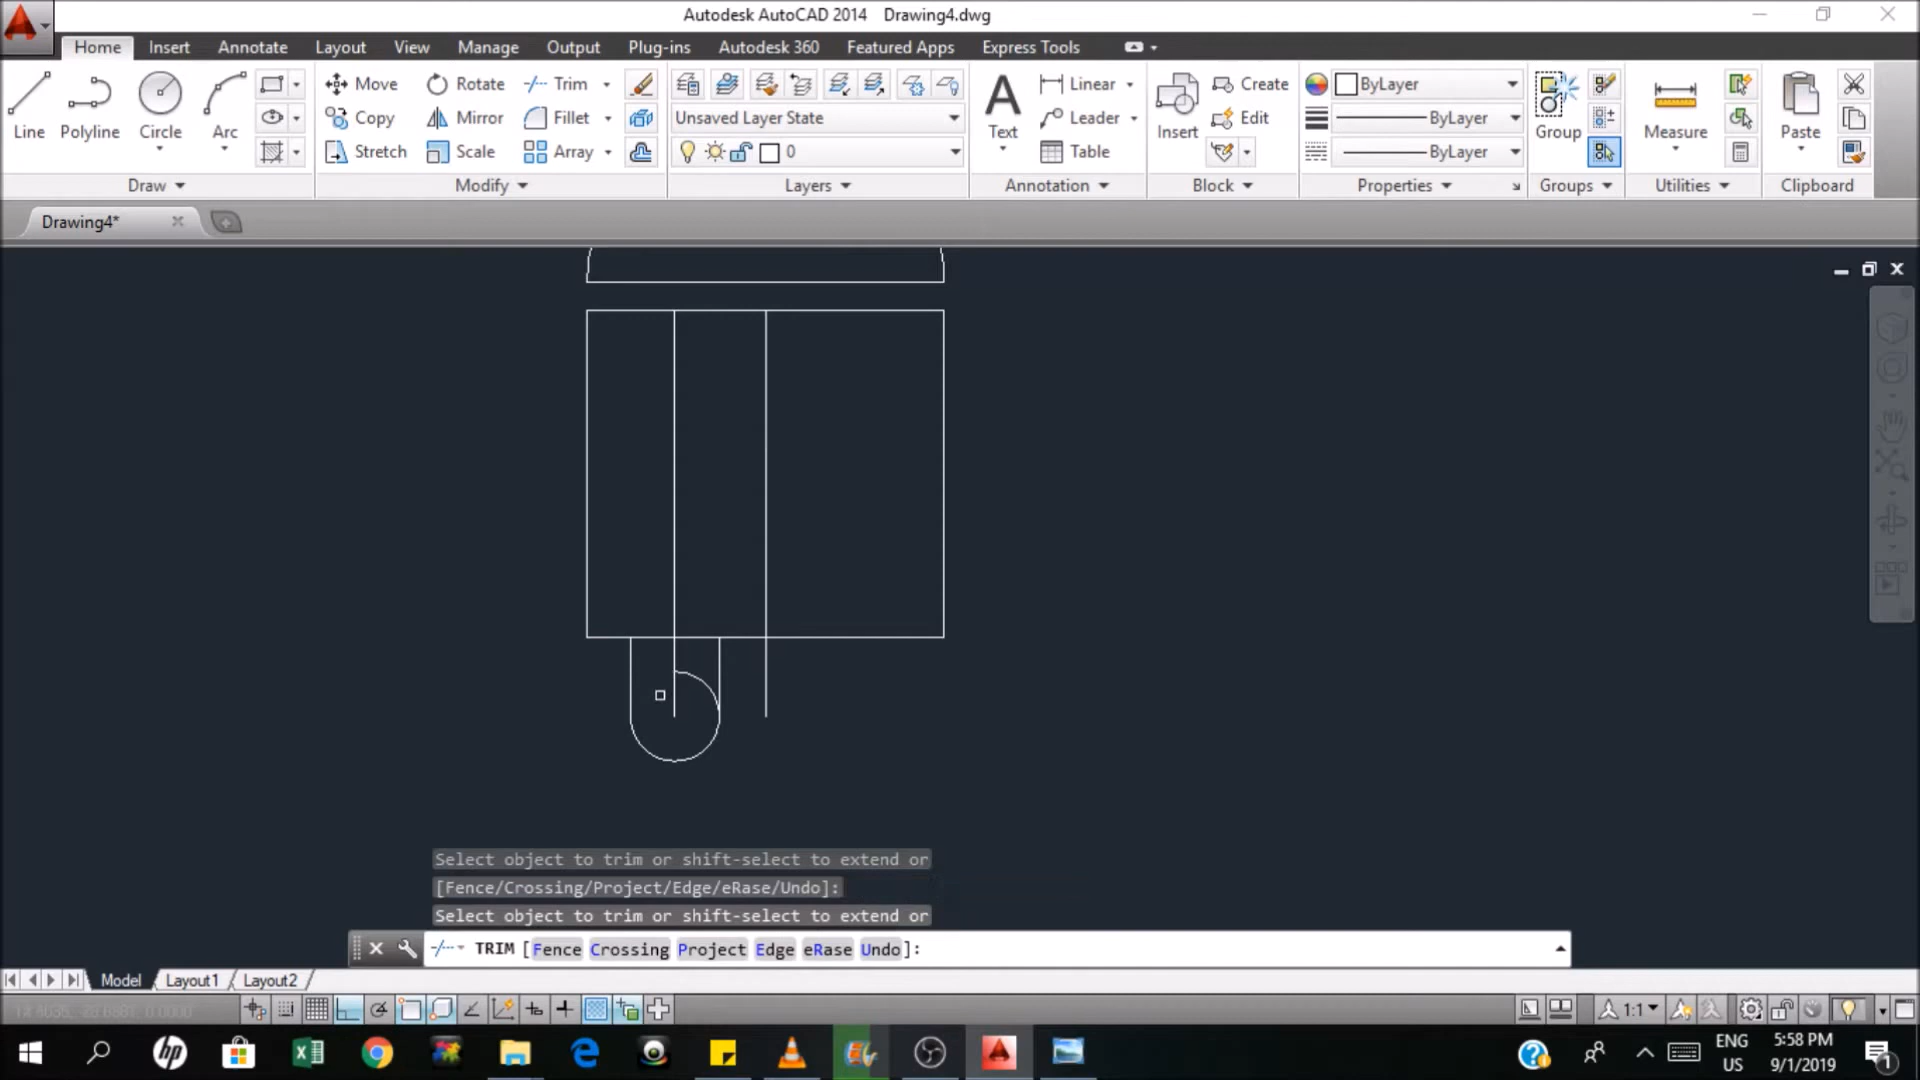 Autodesk AutoCAD 2014 Drawing4.dwg
Home Insert Annotate Layout View Manage Output Plug-ins Autodesk 360 Featured Apps Express Tools
Line Polyline Circle Arc
Move Rotate Trim
Copy Mirror Fillet
Stretch Scale Array
Unsaved Layer State
0
Text
Linear
Leader
Table
Insert
Create
Edit
ByLayer
ByLayer
ByLayer
Group
Measure
Paste
Draw Modify Layers Annotation Block Properties Groups Utilities Clipboard
Drawing4*
Select object to trim or shift-select to extend or
[Fence/Crossing/Project/Edge/eRase/Undo]:
Select object to trim or shift-select to extend or
TRIM [Fence Crossing Project Edge eRase Undo]:
Model Layout1 Layout2
1:1
ENG
US
5:58 PM
9/1/2019
1